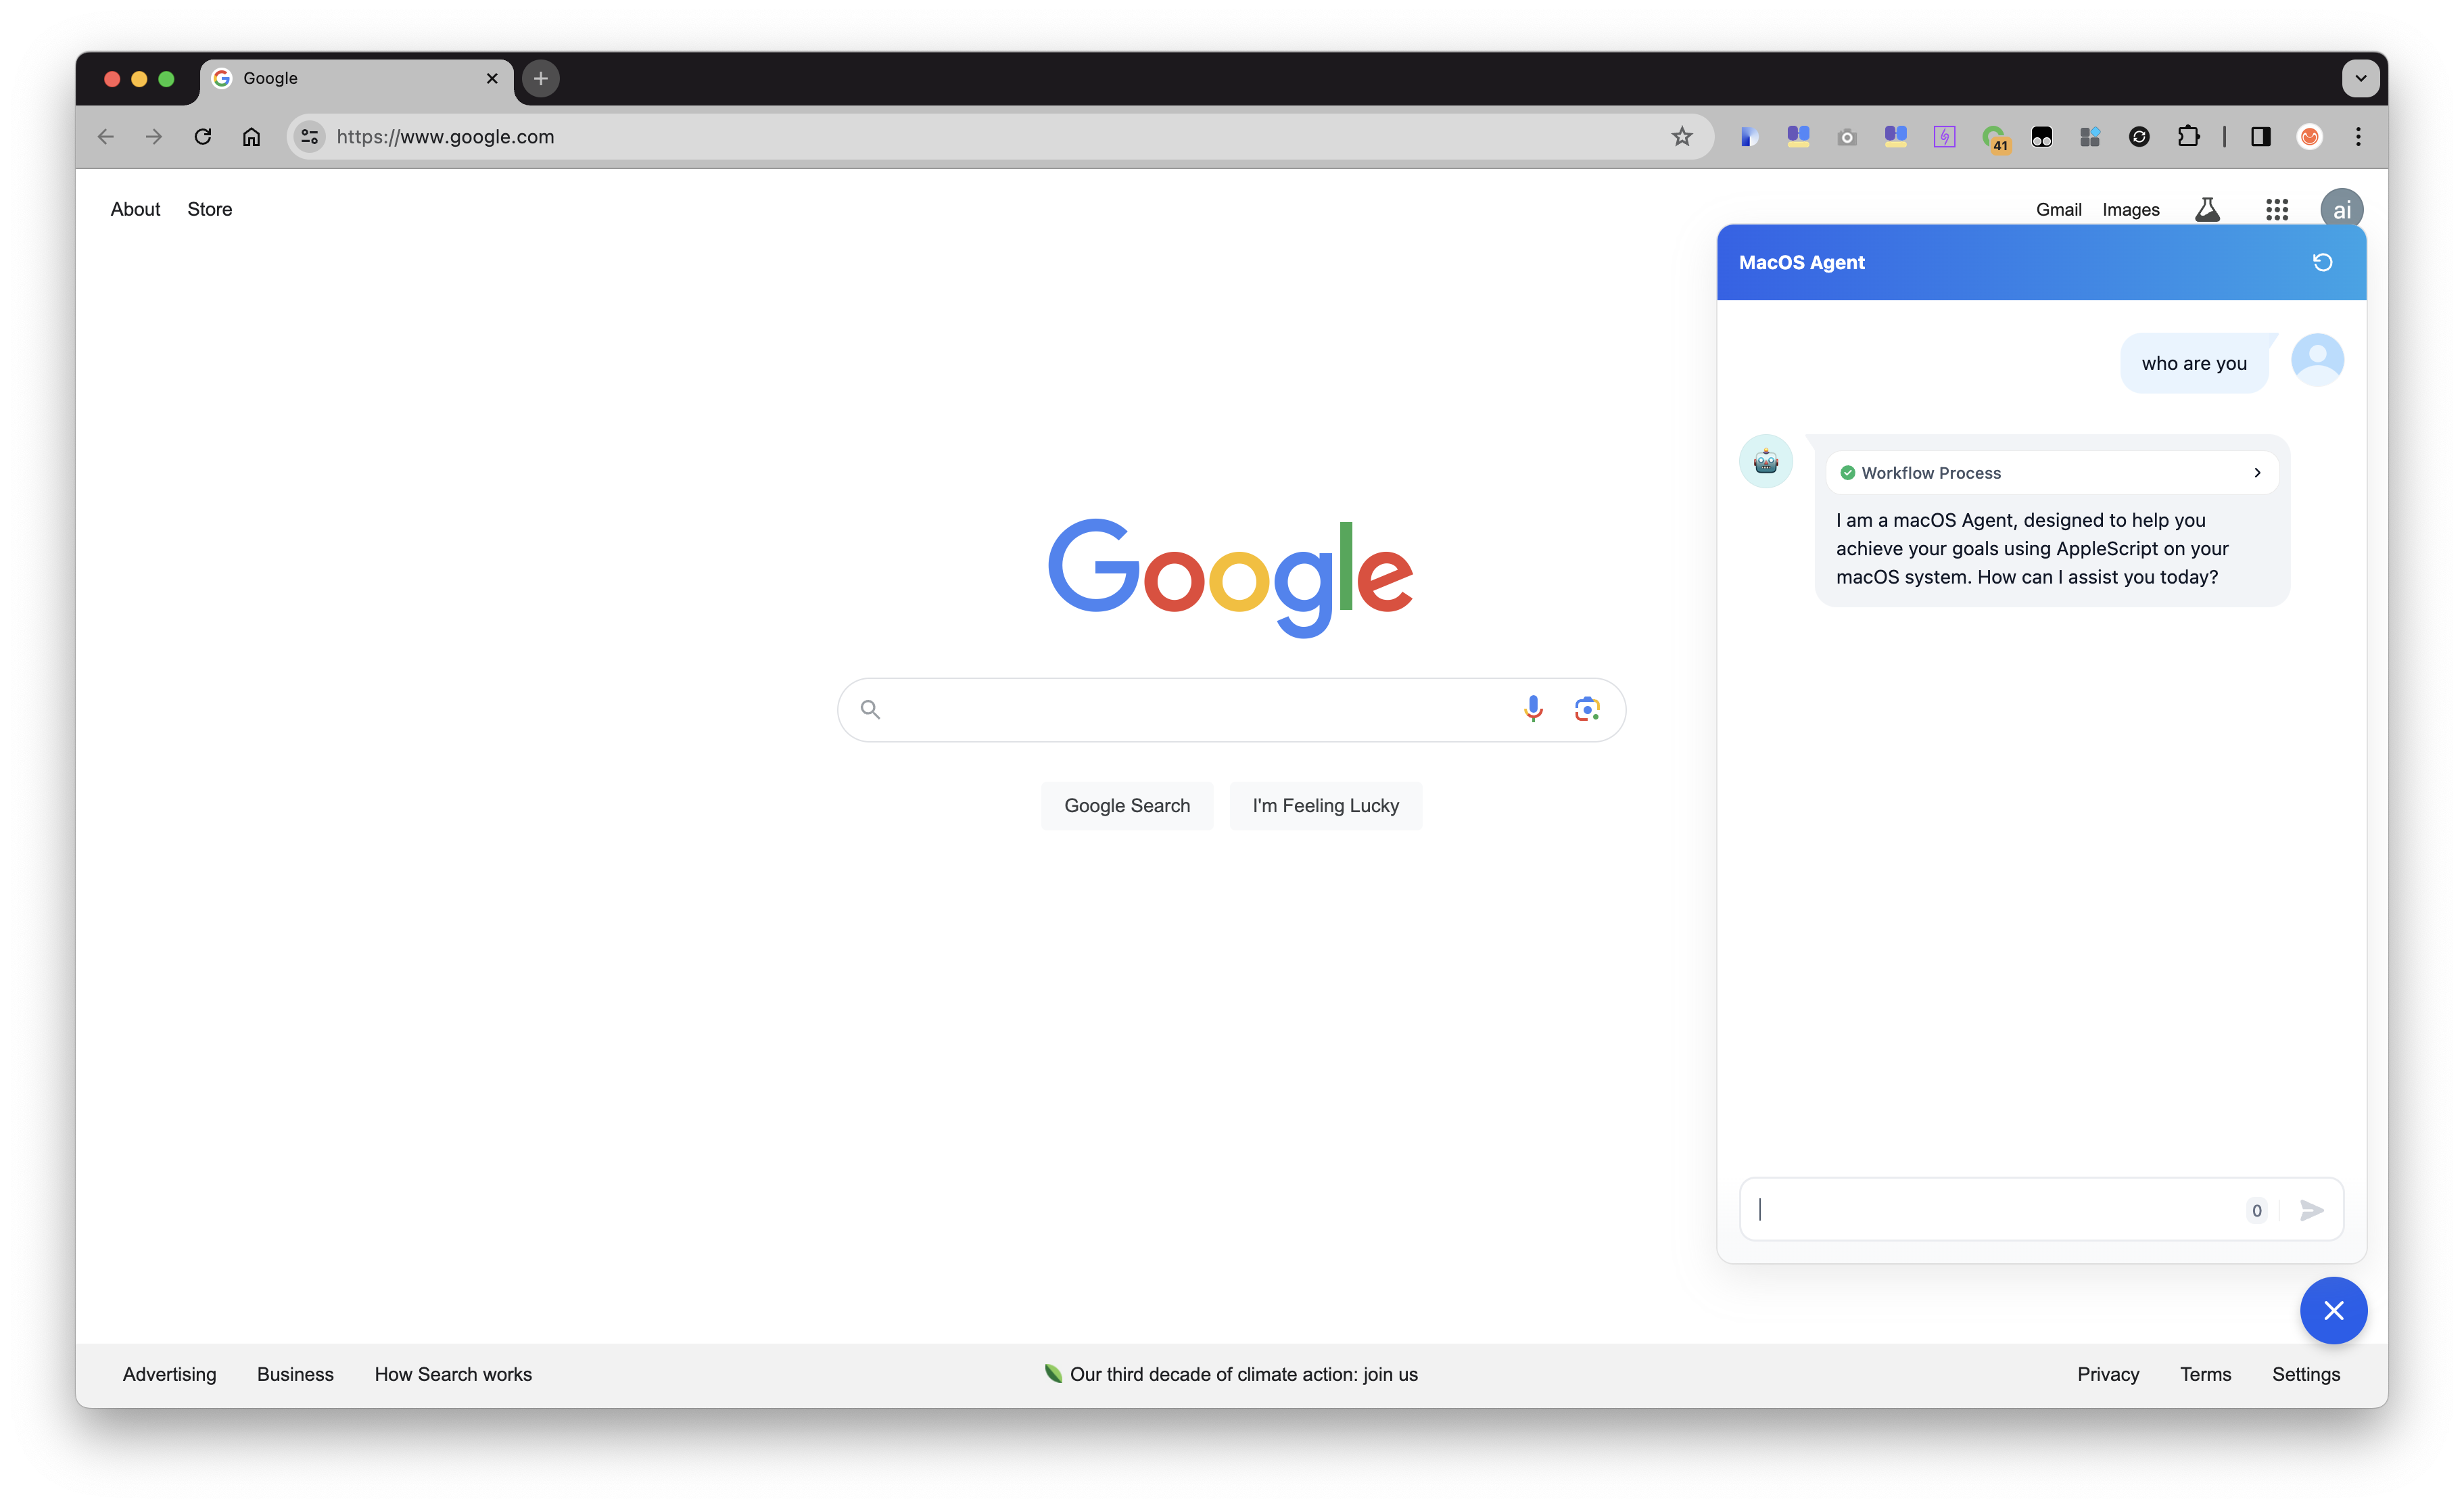 Google
https://www.google.com
41
About Store
Gmail Images ai
MacOS Agent
who are you
Workflow Process
I am a macOS Agent, designed to help you
achieve your goals using AppleScript on your
macOS system. How can I assist you today?
Google
Google Search I'm Feeling Lucky
0
Advertising Business How Search works
Our third decade of climate action: join us
Privacy Terms Settings